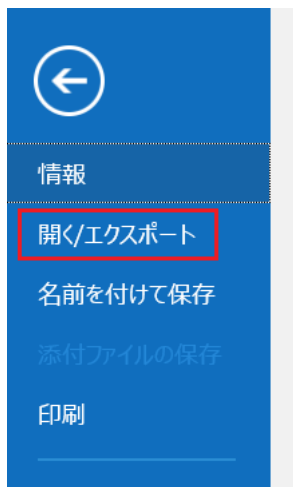 情報
開く/エクスポート
名前を付けて保存
添付ファイルの保存
印刷